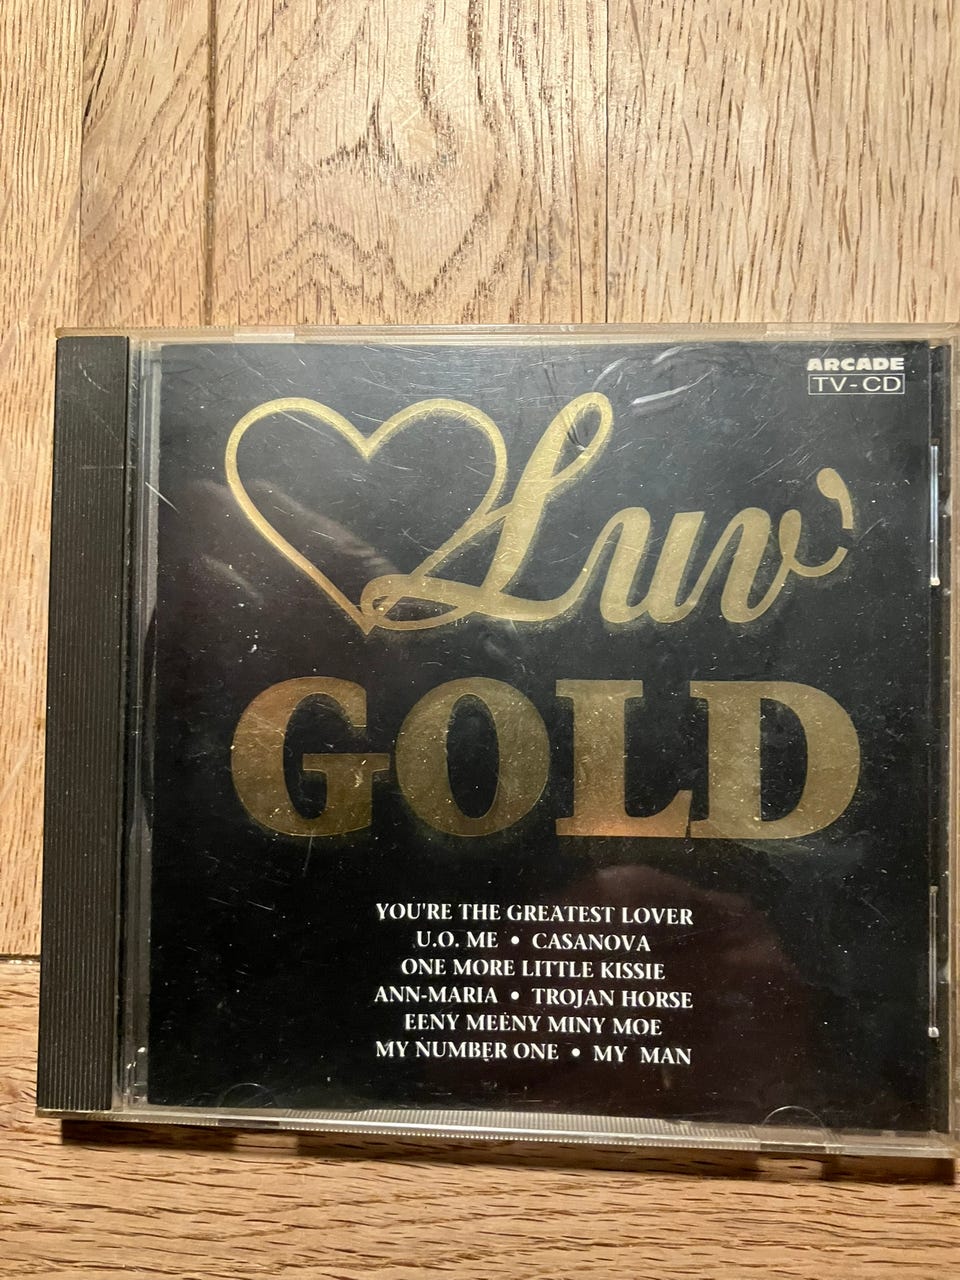 ARCADE
TV-CD
Luv'
GOLD
YOU'RE THE GREATEST LOVER
U.O. ME • CASANOVA
ONE MORE LITTLE KISSIE
ANN-MARIA • TROJAN HORSE
EENY MEENY MINY MOE
MY NUMBER ONE • MY MAN